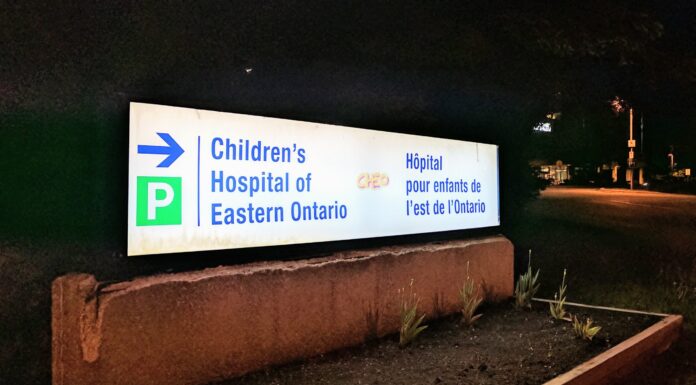 P
Children's
Hospital of
Eastern Ontario
CHEO
Hôpital
pour enfants de
l'est de l'Ontario